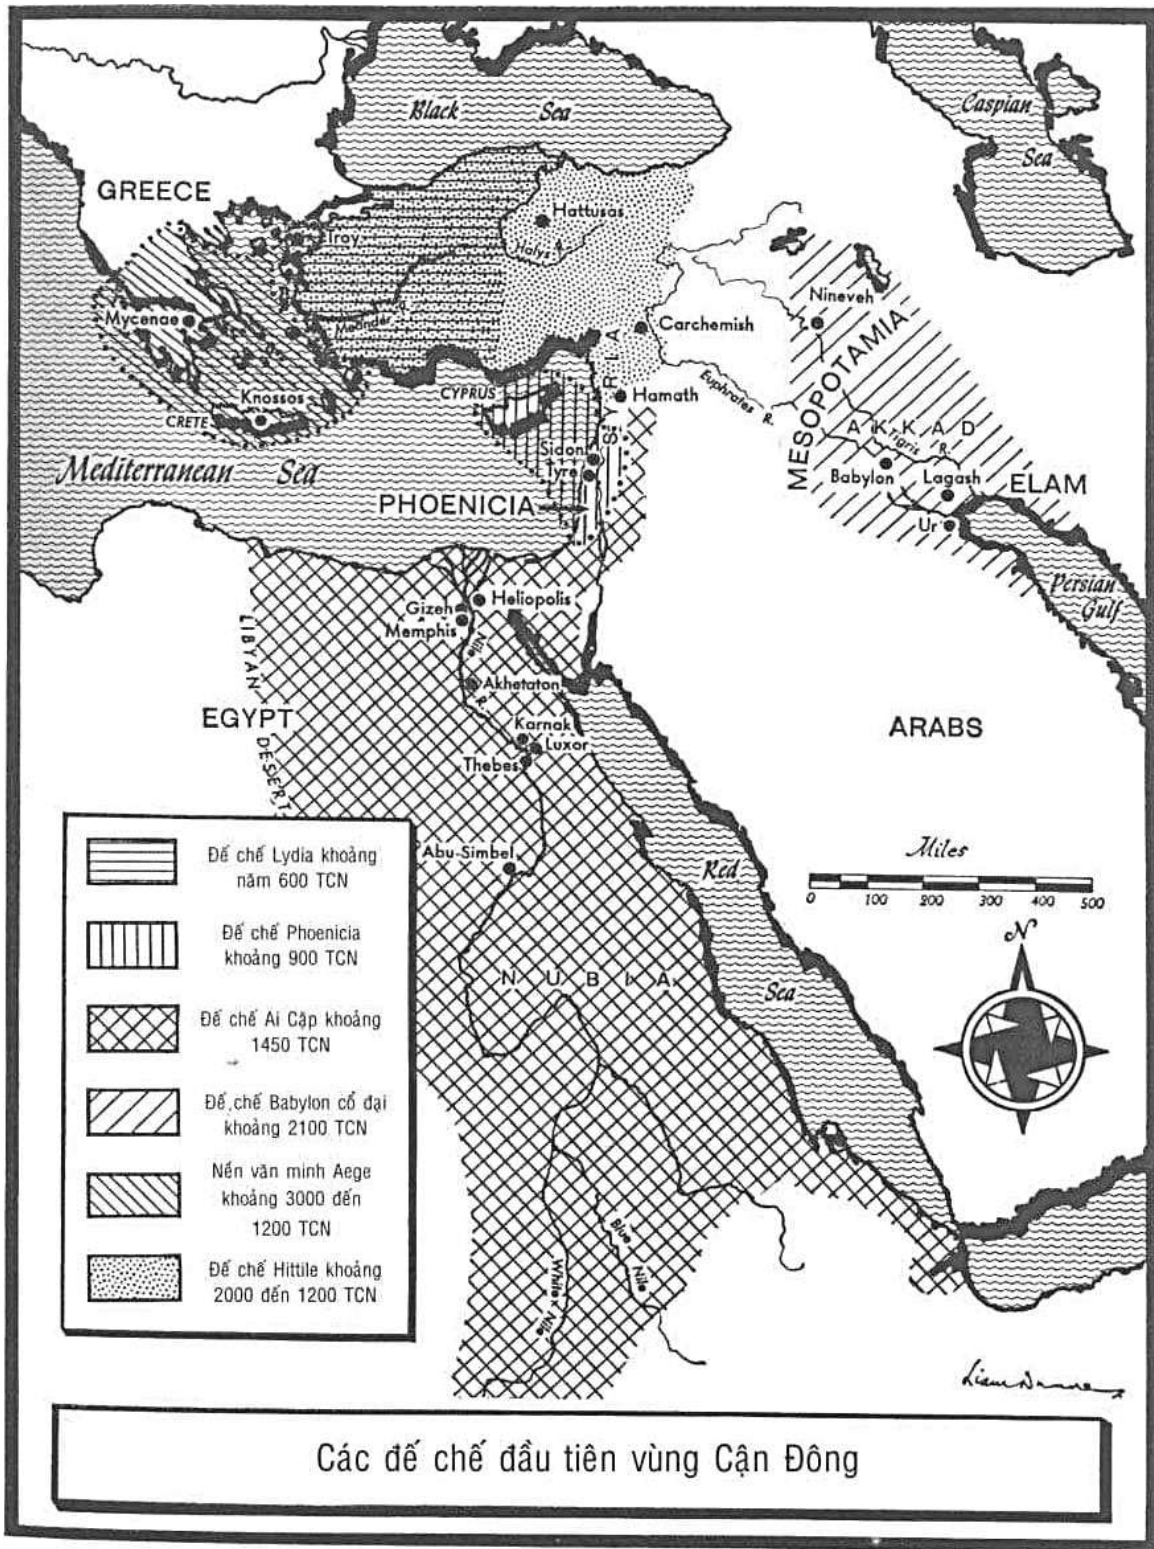 Black Sea
Caspian
Sea
GREECE
Hattusas
Troy
Halys
Nineveh
Mycenae
Meander R.
Carchemish
MESOPOTAMIA
SYRIA
CYPRUS
Hamath
Euphrates R.
Knossos
CRETE
AKKAD
Tigris R.
Sidon
Tyre
Babylon
Lagash
ELAM
Mediterranean Sea
PHOENICIA
Ur
Persian
Gulf
Heliopolis
Gizeh
Memphis
Nile R.
LIBYAN DESERT
Akhetaton
EGYPT
Karnak
Luxor
Thebes
ARABS
Abu-Simbel
Red
Sea
Miles
0 100 200 300 400 500
N
NUBIA
Blue Nile
White Nile
Đế chế Lydia khoảng
năm 600 TCN
Đế chế Phoenicia
khoảng 900 TCN
Đế chế Ai Cập khoảng
1450 TCN
Đế chế Babylon cổ đại
khoảng 2100 TCN
Nền văn minh Aege
khoảng 3000 đến
1200 TCN
Đế chế Hittile khoảng
2000 đến 1200 TCN
Các đế chế đầu tiên vùng Cận Đông